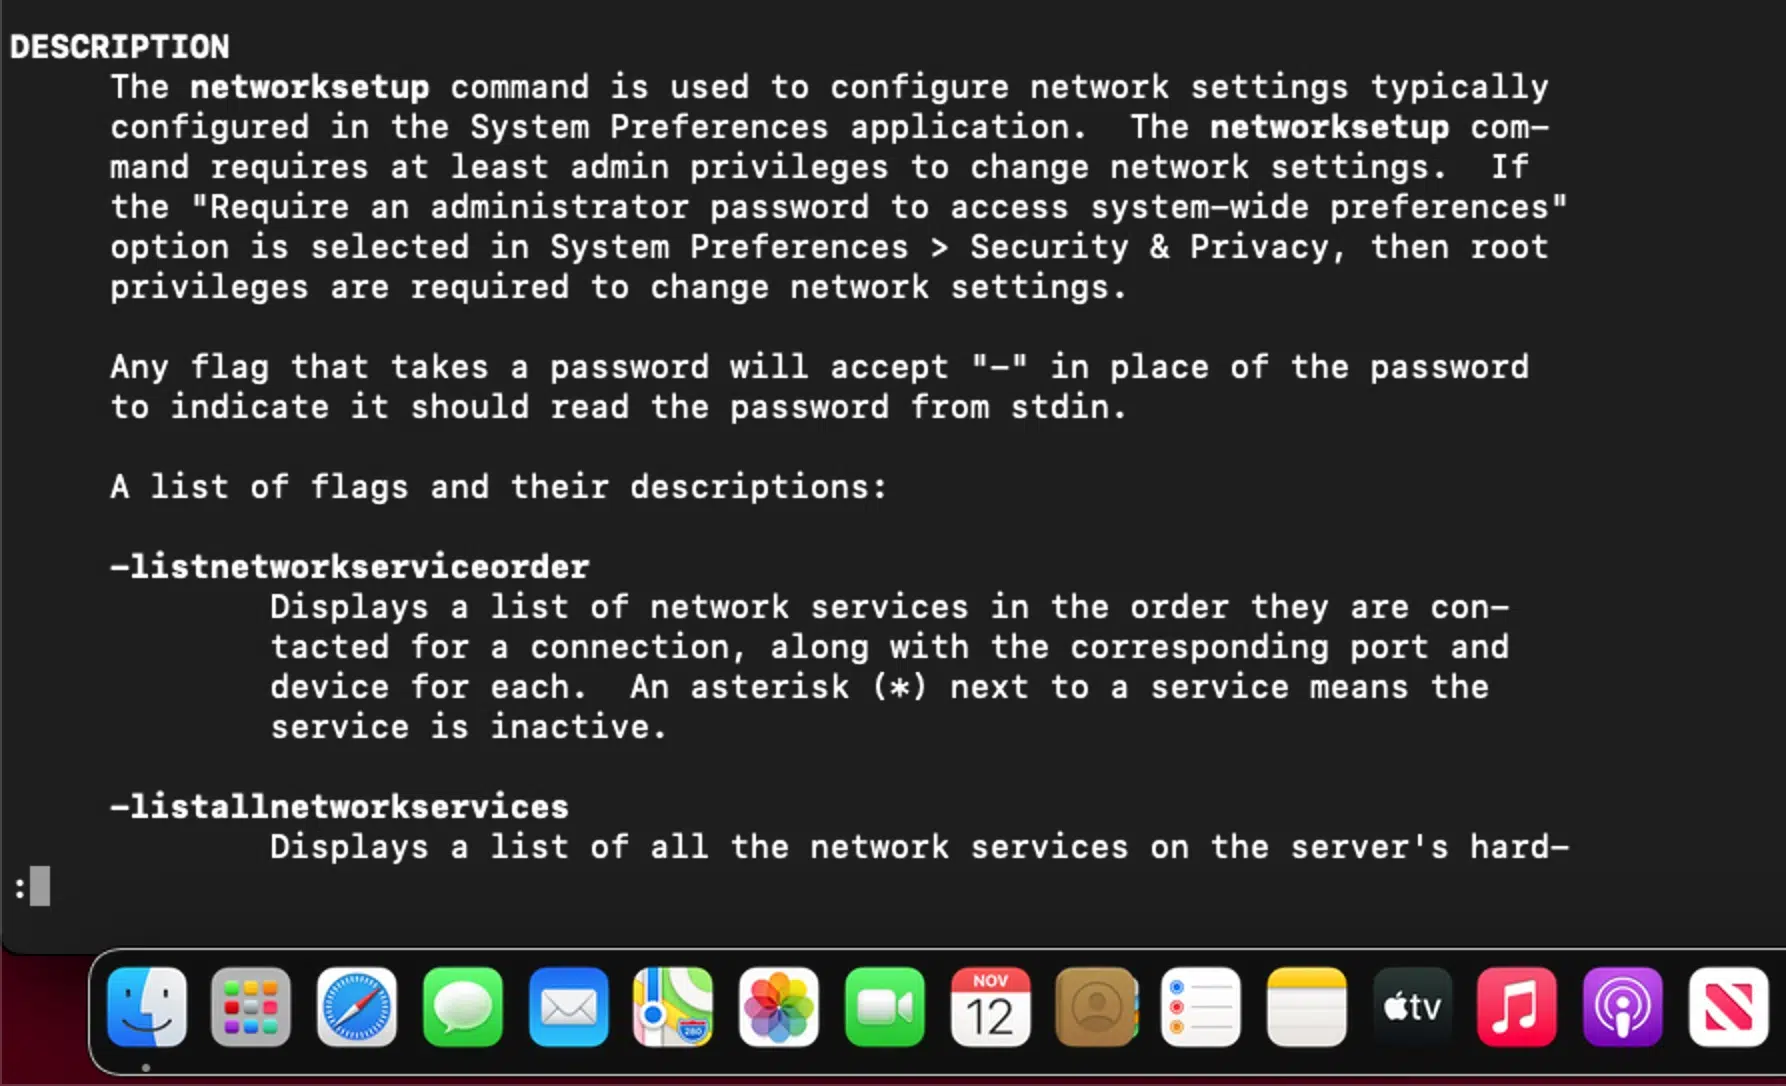 DESCRIPTION
The networksetup command is used to configure network settings typically
configured in the System Preferences application.  The networksetup com-
mand requires at least admin privileges to change network settings.  If
the "Require an administrator password to access system-wide preferences"
option is selected in System Preferences > Security & Privacy, then root
privileges are required to change network settings.
Any flag that takes a password will accept "-" in place of the password
to indicate it should read the password from stdin.
A list of flags and their descriptions:
-listnetworkserviceorder
Displays a list of network services in the order they are con-
tacted for a connection, along with the corresponding port and
device for each.  An asterisk (*) next to a service means the
service is inactive.
-listallnetworkservices
Displays a list of all the network services on the server's hard-
:
280
NOV
12
tv